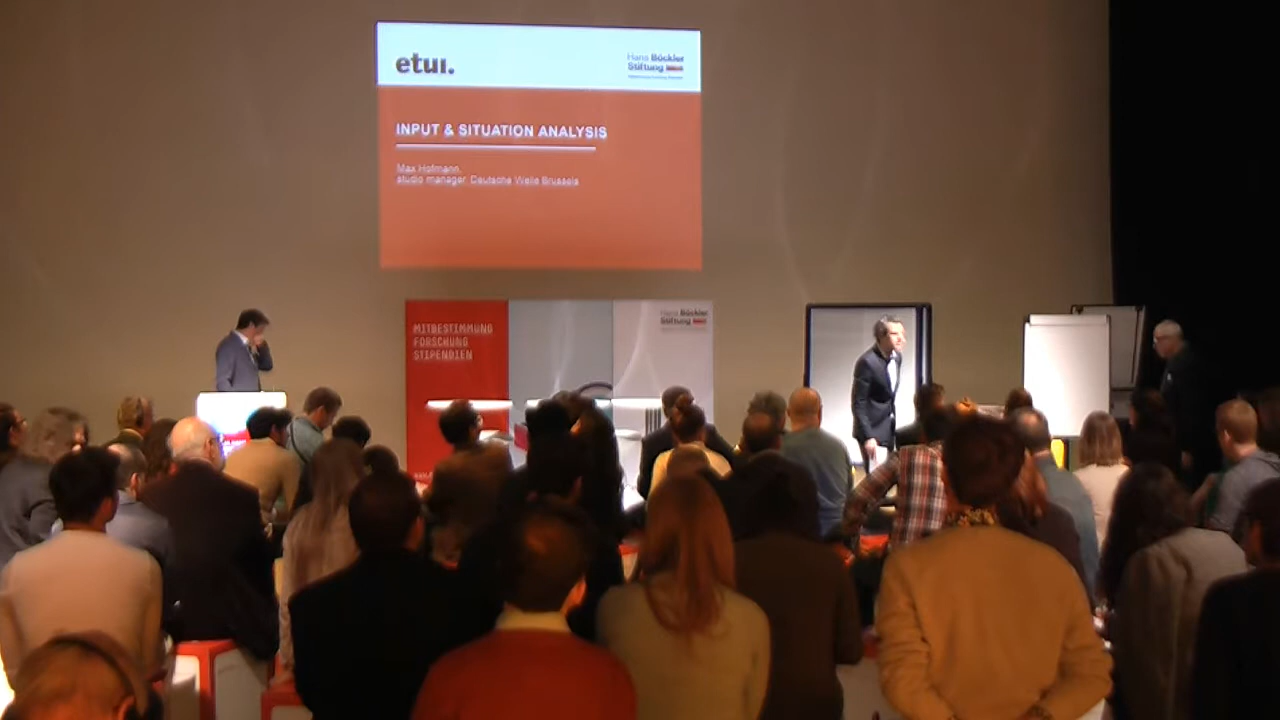 etui.
Hans Böckler
Stiftung
INPUT & SITUATION ANALYSIS
Max Hofmann,
studio manager, Deutsche Welle Brussels
MITBESTIMMUNG
FORSCHUNG
STIPENDIEN
Hans Böckler
Stiftung